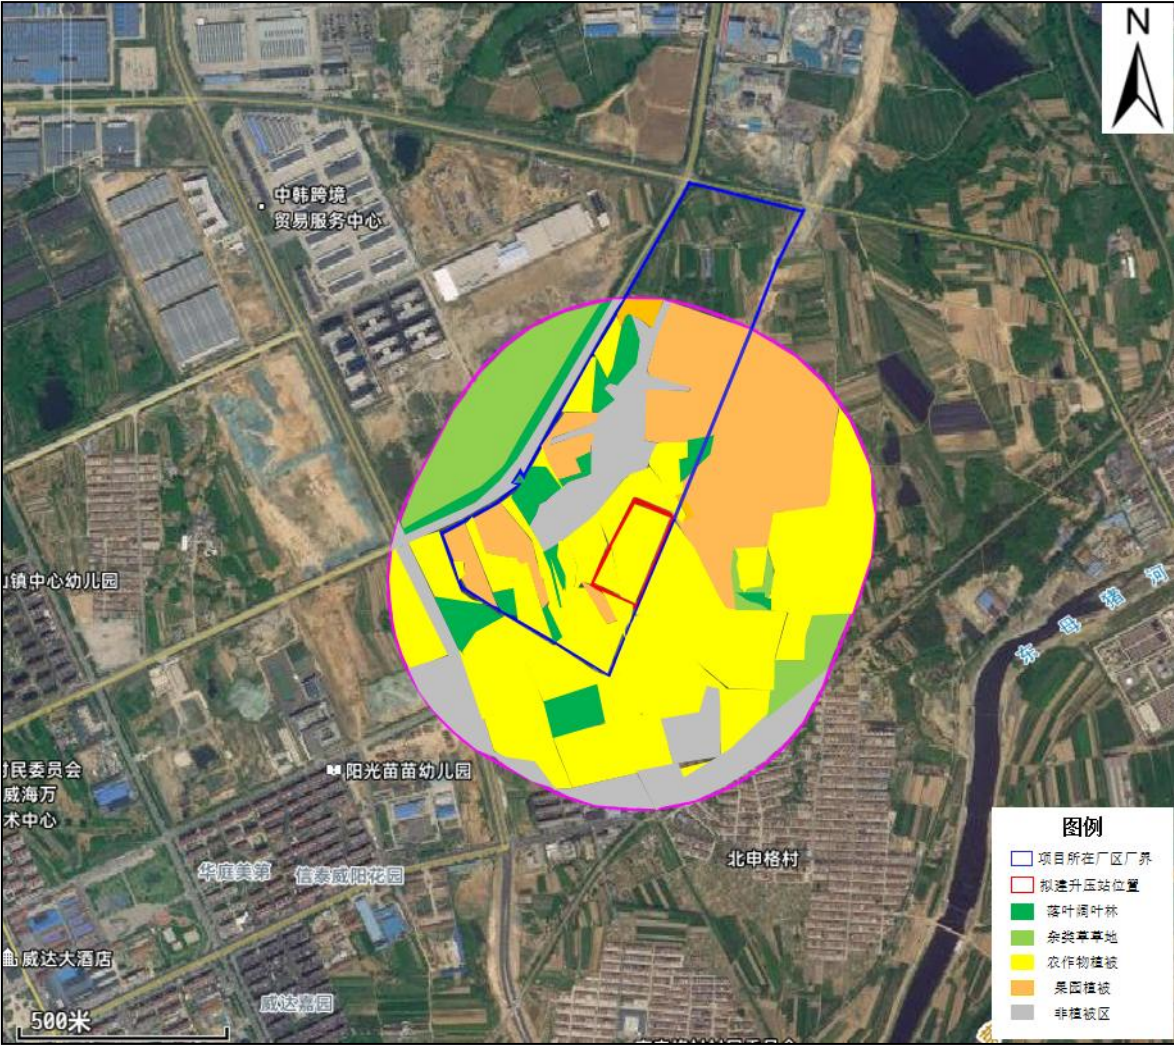 N
中韩跨境
贸易服务中心
镇中心幼儿园
东母猪河
阳光苗苗幼儿园
村民委员会
威海万
术中心
北申格村
华庭美第
信泰威阳花园
威达大酒店
威达嘉园
500米
图例
项目所在厂区厂界
拟建升压站位置
落叶阔叶林
杂类草草地
农作物植被
果园植被
非植被区